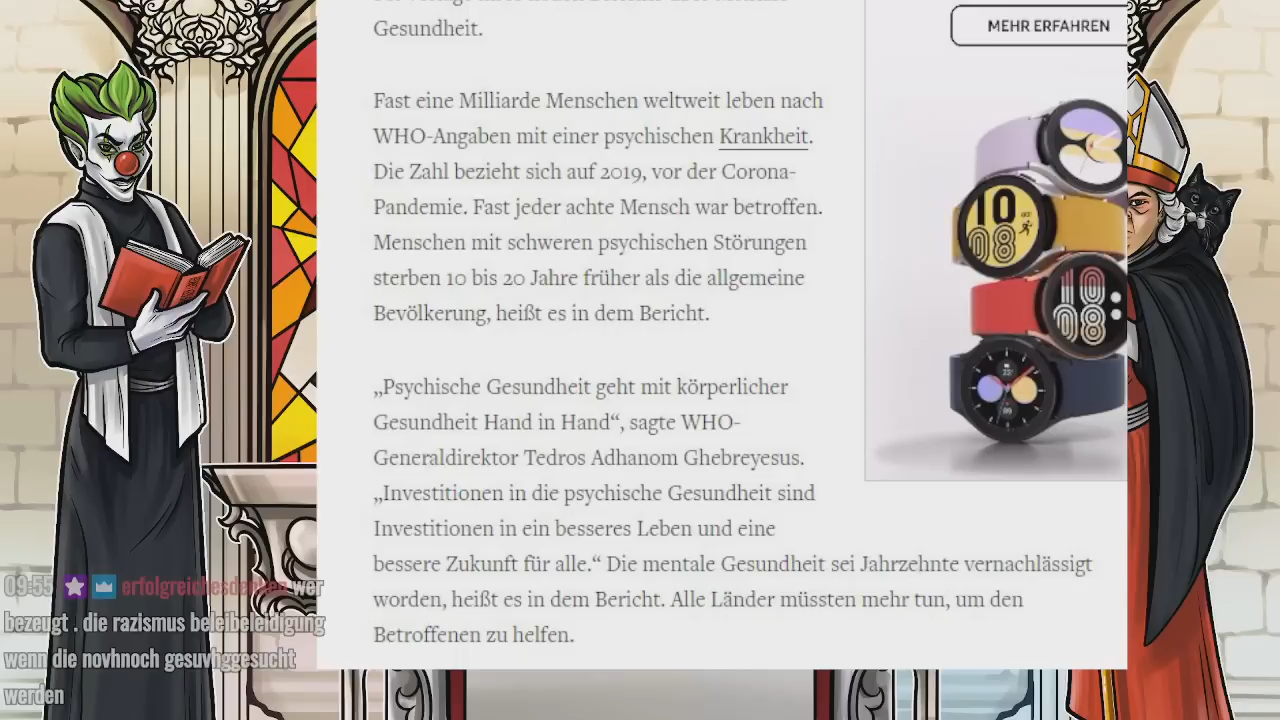 Gesundheit.
MEHR ERFAHREN
Fast eine Milliarde Menschen weltweit leben nach
WHO-Angaben mit einer psychischen Krankheit.
Die Zahl bezieht sich auf 2019, vor der Corona-
Pandemie. Fast jeder achte Mensch war betroffen.
Menschen mit schweren psychischen Störungen
sterben 10 bis 20 Jahre früher als die allgemeine
Bevölkerung, heißt es in dem Bericht.
„Psychische Gesundheit geht mit körperlicher
Gesundheit Hand in Hand“, sagte WHO-
Generaldirektor Tedros Adhanom Ghebreyesus.
„Investitionen in die psychische Gesundheit sind
Investitionen in ein besseres Leben und eine
bessere Zukunft für alle.“ Die mentale Gesundheit sei Jahrzehnte vernachlässigt
worden, heißt es in dem Bericht. Alle Länder müssten mehr tun, um den
Betroffenen zu helfen.
10
08
10
08
09:55 erfolgreichesdenken wer
bezeugt . die razismus beleibeleidigung
wenn die novhnoch gesuvhggesucht
werden